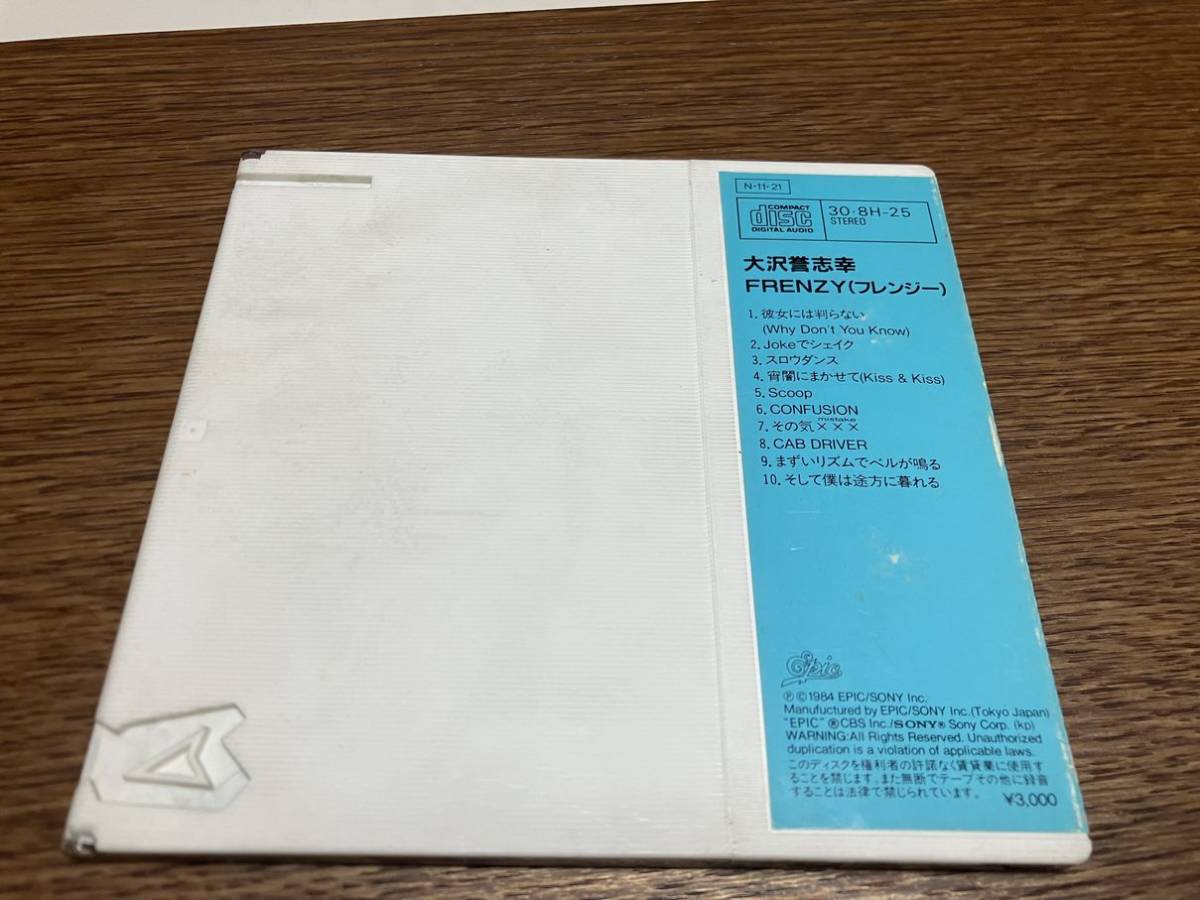 N-11-21
COMPACT
disc
DIGITAL AUDIO
30·8H-25
STEREO
大沢誉志幸
FRENZY(フレンジー)
1. 彼女には判らない
(Why Don't You Know)
2. Jokeでシェイク
3. スロウダンス
4. 宵闇にまかせて(Kiss & Kiss)
5. Scoop
6. CONFUSION
mistake
7. その気×××
8. CAB DRIVER
9. まずいリズムでベルが鳴る
10. そして僕は途方に暮れる
Epic
Ⓟ©1984 EPIC/SONY Inc.
Manufuctured by EPIC/SONY Inc.(Tokyo Japan)
"EPIC" ®CBS Inc./SONY® Sony Corp. (kp)
WARNING:All Rights Reserved. Unauthorized
duplication is a violation of applicable laws.
このディスクを権利者の許諾なく賃貸業に使用す
ることを禁じます。また無断でテープその他に録音
することは法律で禁じられています。
¥3,000